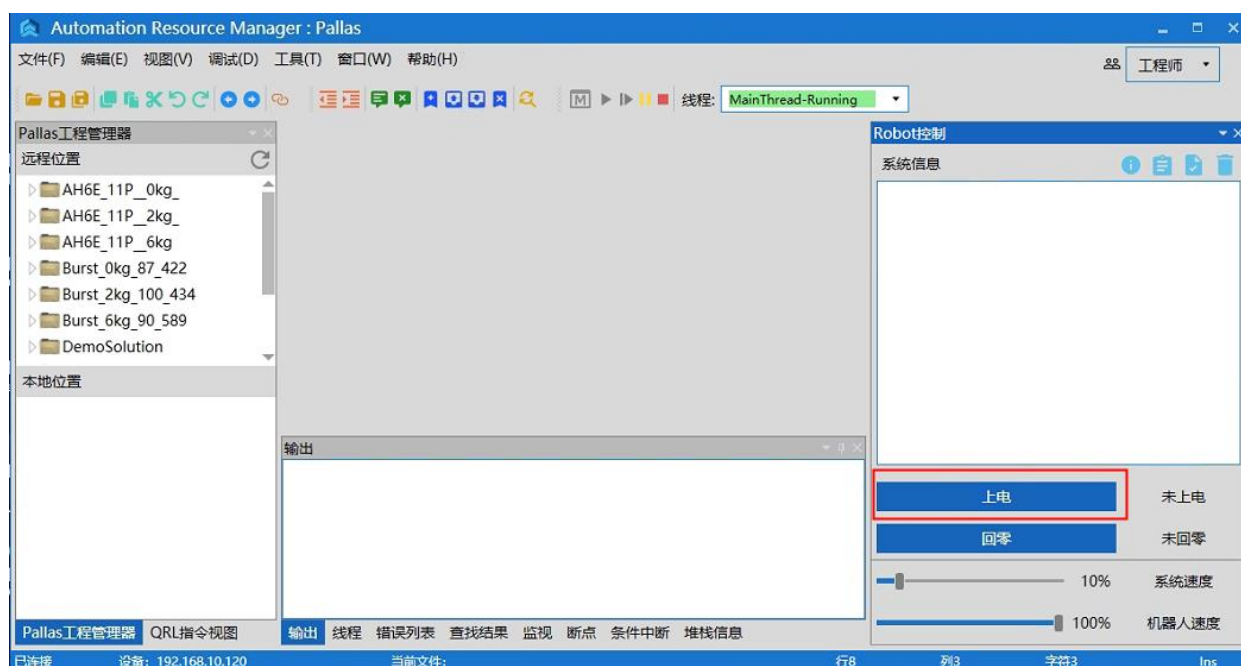 Automation Resource Manager : Pallas
文件(F) 编辑(E) 视图(V) 调试(D) 工具(T) 窗口(W) 帮助(H)
工程师
M 线程: MainThread-Running
Pallas工程管理器
远程位置
AH6E_11P__0kg_
AH6E_11P__2kg_
AH6E_11P__6kg
Burst_0kg_87_422
Burst_2kg_100_434
Burst_6kg_90_589
DemoSolution
本地位置
Pallas工程管理器 QRL指令视图
输出
输出 线程 错误列表 查找结果 监视 断点 条件中断 堆栈信息
Robot控制
系统信息
上电 未上电
回零 未回零
10% 系统速度
100% 机器人速度
已连接 设备: 192.168.10.120 当前文件: 行8 列3 字符3 Ins